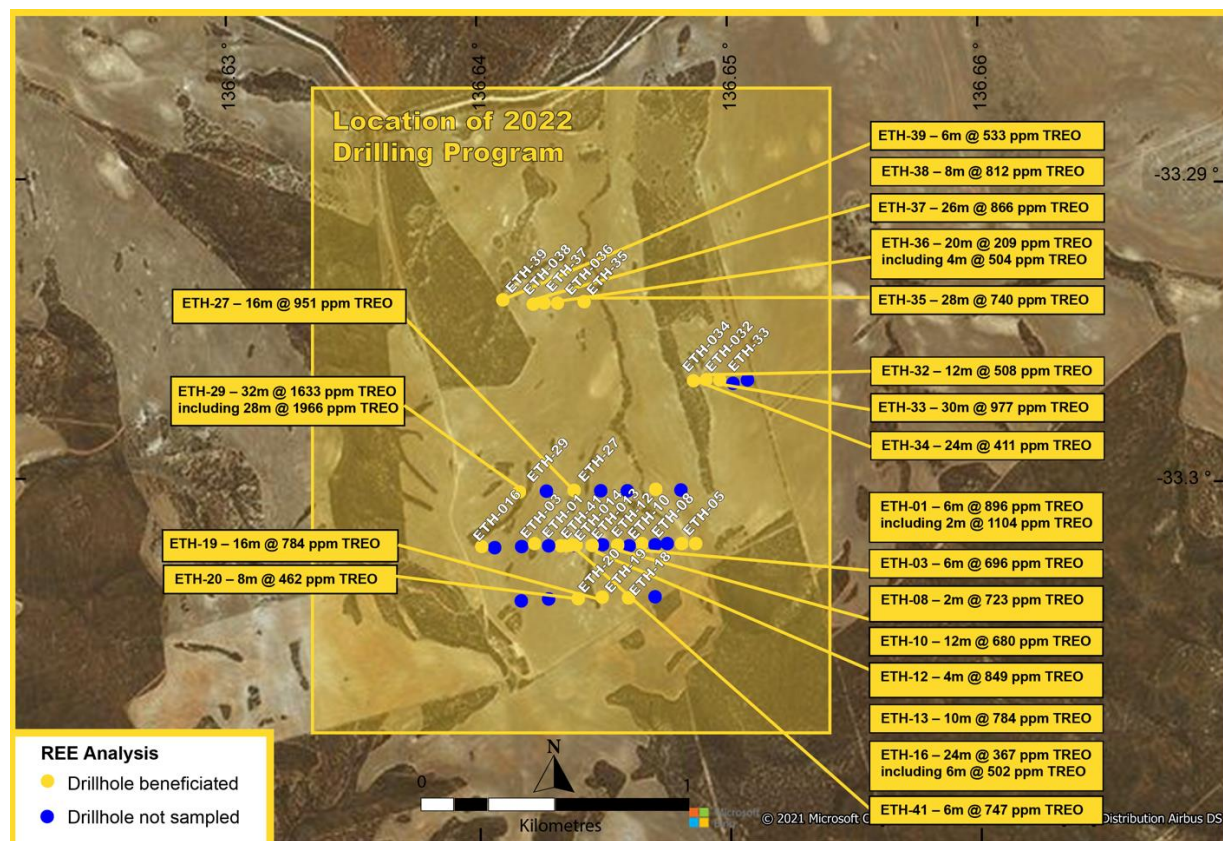 136.63 °
136.64 °
136.65 °
136.66 °
Location of 2022
Drilling Program
ETH-39 – 6m @ 533 ppm TREO
ETH-38 – 8m @ 812 ppm TREO
-33.29 °
ETH-37 – 26m @ 866 ppm TREO
ETH-36 – 20m @ 209 ppm TREO
including 4m @ 504 ppm TREO
ETH-35 – 28m @ 740 ppm TREO
ETH-39
ETH-038
ETH-37
ETH-036
ETH-35
ETH-27 – 16m @ 951 ppm TREO
ETH-034
ETH-032
ETH-33
ETH-32 – 12m @ 508 ppm TREO
ETH-33 – 30m @ 977 ppm TREO
ETH-34 – 24m @ 411 ppm TREO
ETH-29 – 32m @ 1633 ppm TREO
including 28m @ 1966 ppm TREO
ETH-29
ETH-27
-33.3 °
ETH-016
ETH-03
ETH-01
ETH-41
ETH-014
ETH-013
ETH-12
ETH-10
ETH-08
ETH-05
ETH-01 – 6m @ 896 ppm TREO
including 2m @ 1104 ppm TREO
ETH-19 – 16m @ 784 ppm TREO
ETH-20 – 8m @ 462 ppm TREO
ETH-20
ETH-19
ETH-18
ETH-03 – 6m @ 696 ppm TREO
ETH-08 – 2m @ 723 ppm TREO
ETH-10 – 12m @ 680 ppm TREO
ETH-12 – 4m @ 849 ppm TREO
ETH-13 – 10m @ 784 ppm TREO
ETH-16 – 24m @ 367 ppm TREO
including 6m @ 502 ppm TREO
ETH-41 – 6m @ 747 ppm TREO
REE Analysis
Drillhole beneficiated
Drillhole not sampled
N
0
1
Kilometres
Microsoft
© 2021 Microsoft C
Distribution Airbus DS